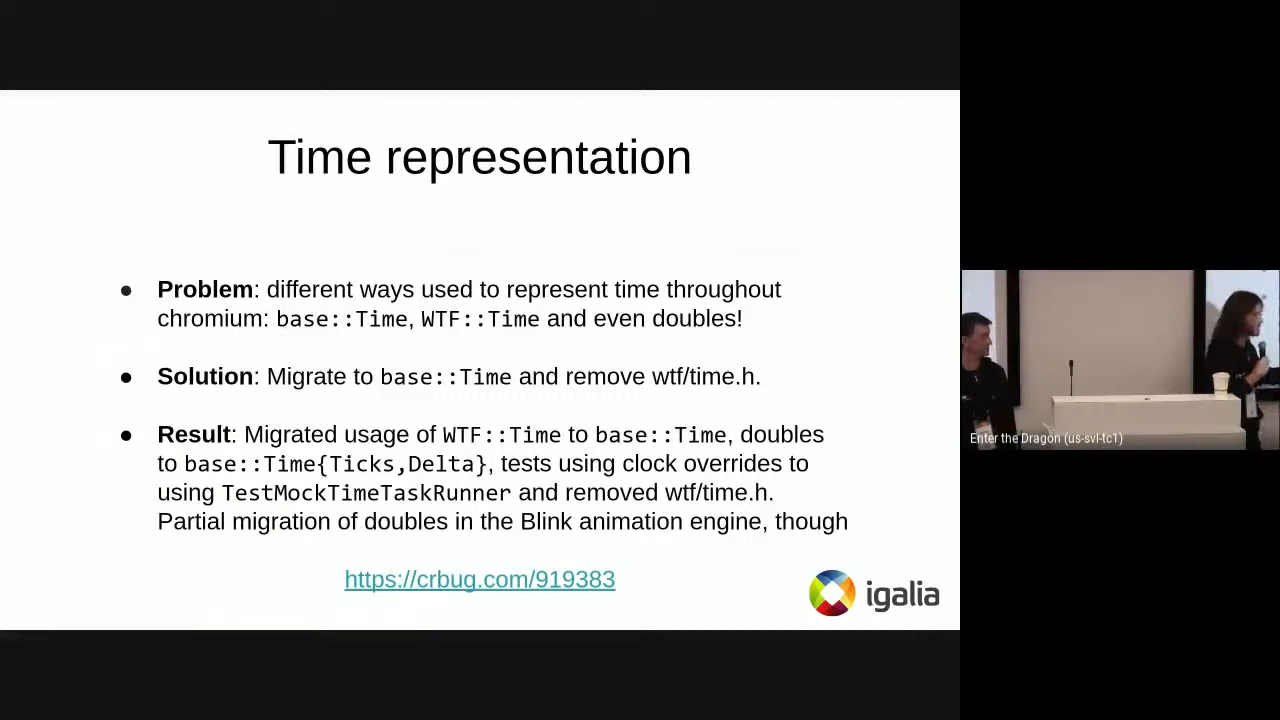 Time representation
● Problem: different ways used to represent time throughout
chromium: base::Time, WTF::Time and even doubles!
● Solution: Migrate to base::Time and remove wtf/time.h.
● Result: Migrated usage of WTF::Time to base::Time, doubles
to base::Time{Ticks,Delta}, tests using clock overrides to
using TestMockTimeTaskRunner and removed wtf/time.h.
Partial migration of doubles in the Blink animation engine, though
https://crbug.com/919383
igalia
Enter the Dragon (us-svl-tc1)